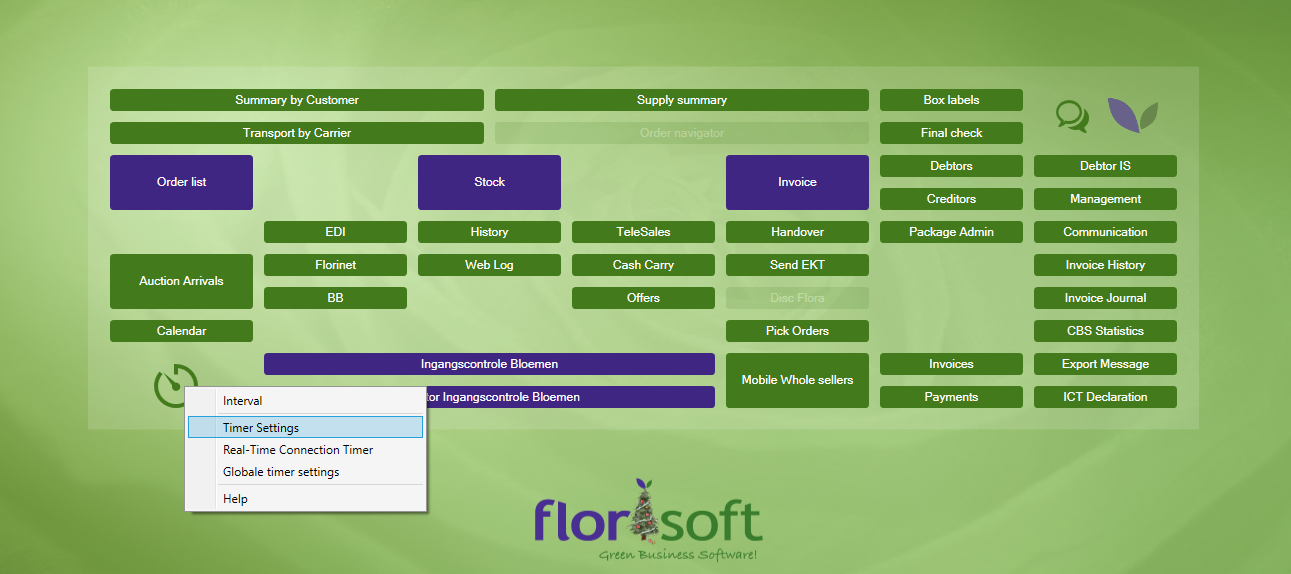 Summary by Customer
Supply summary
Box labels
Transport by Carrier
Order navigator
Final check
Order list
Stock
Invoice
Debtors
Debtor IS
Creditors
Management
EDI
History
TeleSales
Handover
Package Admin
Communication
Auction Arrivals
Florinet
Web Log
Cash Carry
Send EKT
Invoice History
BB
Offers
Disc Flora
Invoice Journal
Calendar
Pick Orders
CBS Statistics
Ingangscontrole Bloemen
Mobile Whole sellers
Invoices
Export Message
tor Ingangscontrole Bloemen
Payments
ICT Declaration
Interval
Timer Settings
Real-Time Connection Timer
Globale timer settings
Help
florisoft
Green Business Software!